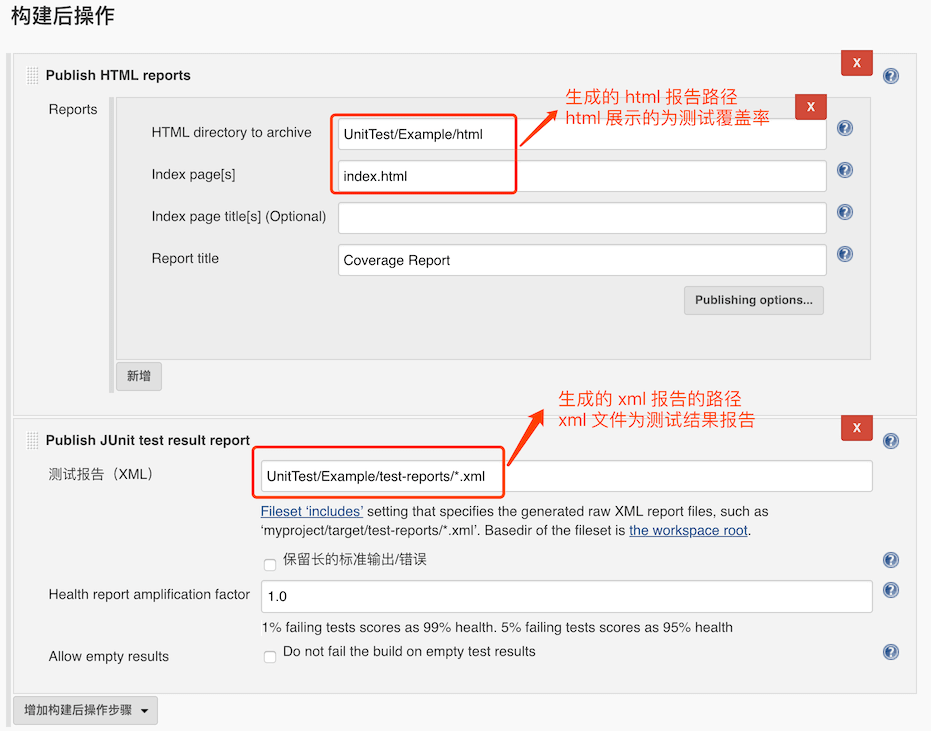 构建后操作
Publish HTML reports
X
?
Reports
X
生成的 html 报告路径
html 展示的为测试覆盖率
HTML directory to archive
UnitTest/Example/html
?
Index page[s]
index.html
?
Index page title[s] (Optional)
?
Report title
Coverage Report
?
Publishing options...
新增
生成的 xml 报告的路径
xml 文件为测试结果报告
Publish JUnit test result report
X
?
测试报告（XML）
UnitTest/Example/test-reports/*.xml
Fileset ‘includes’ setting that specifies the generated raw XML report files, such as
‘myproject/target/test-reports/*.xml’. Basedir of the fileset is the workspace root.
保留长的标准输出/错误
?
Health report amplification factor
1.0
?
1% failing tests scores as 99% health. 5% failing tests scores as 95% health
Allow empty results
Do not fail the build on empty test results
?
增加构建后操作步骤